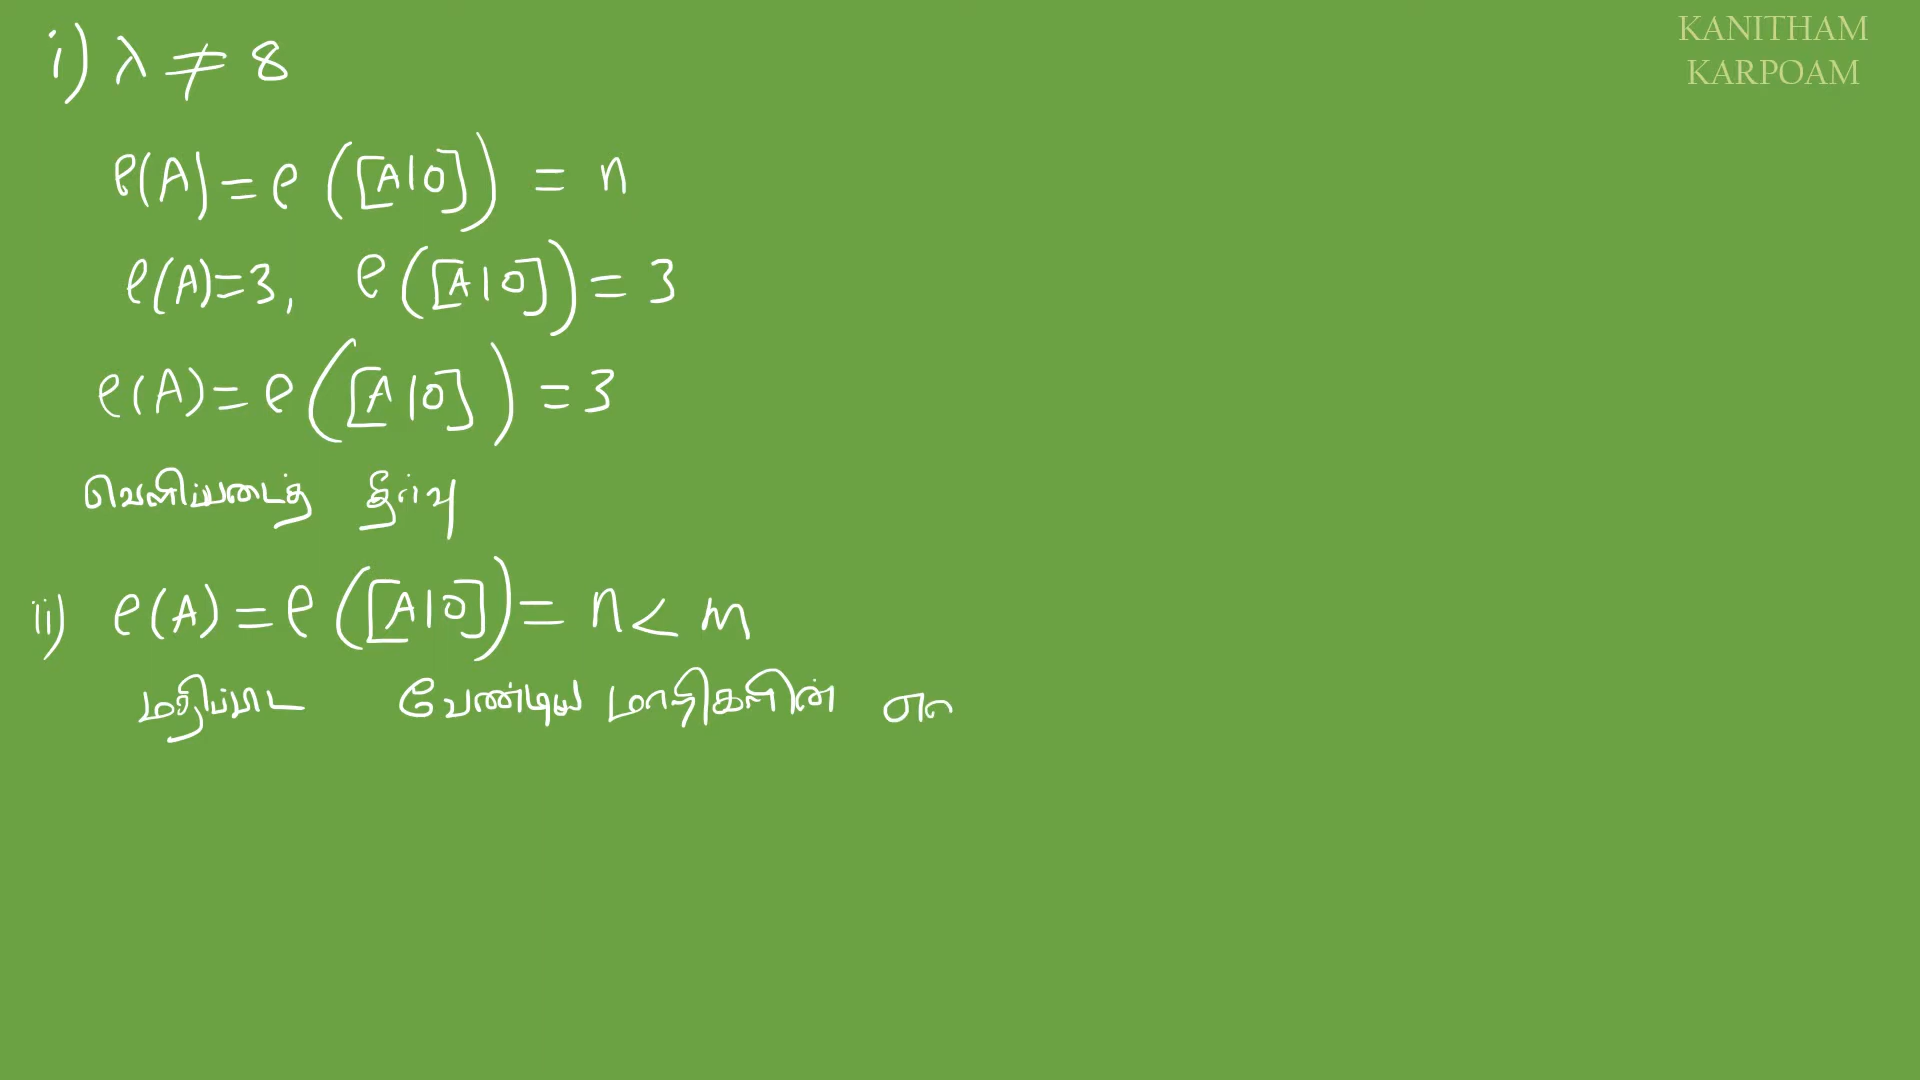 KANITHAM
KARPOAM
i) λ ≠ 8
ρ(A) = ρ([A|0]) = n
ρ(A)=3, ρ([A|0]) = 3
ρ(A) = ρ([A|0]) = 3
வெளிப்படைத் தீர்வு
ii) ρ(A) = ρ([A|0]) = n < m
மதிப்பிட வேண்டிய மாறிகளின்